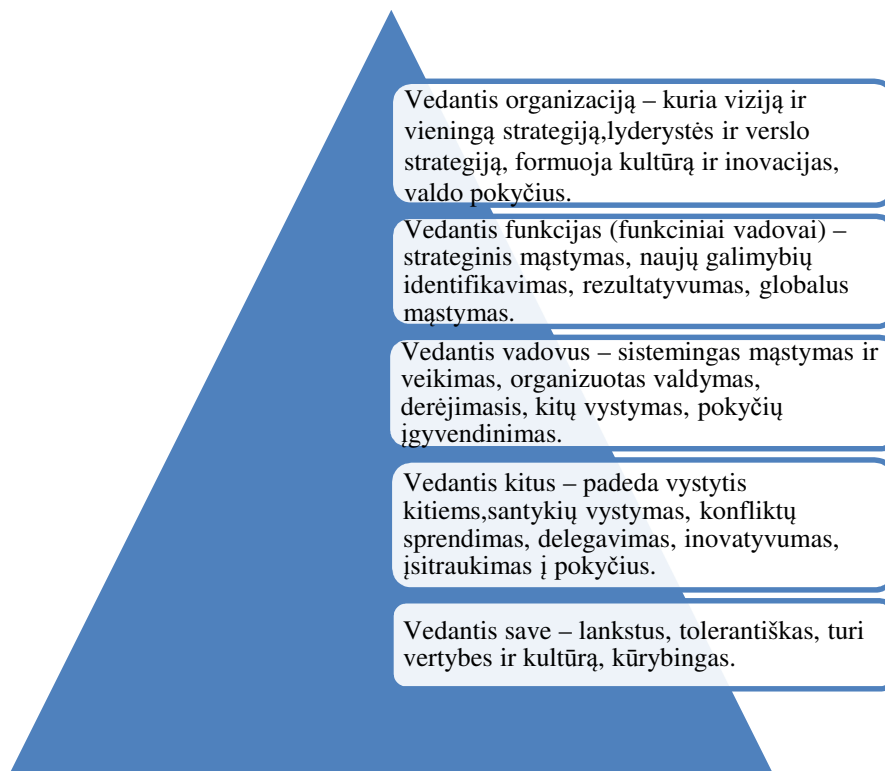 Vedantis organizaciją – kuria viziją ir
vieningą strategiją,lyderystės ir verslo
strategiją, formuoja kultūrą ir inovacijas,
valdo pokyčius.
Vedantis funkcijas (funkciniai vadovai) –
strateginis mąstymas, naujų galimybių
identifikavimas, rezultatyvumas, globalus
mąstymas.
Vedantis vadovus – sistemingas mąstymas ir
veikimas, organizuotas valdymas,
derėjimasis, kitų vystymas, pokyčių
įgyvendinimas.
Vedantis kitus – padeda vystytis
kitiems,santykių vystymas, konfliktų
sprendimas, delegavimas, inovatyvumas,
įsitraukimas į pokyčius.
Vedantis save – lankstus, tolerantiškas, turi
vertybes ir kultūrą, kūrybingas.